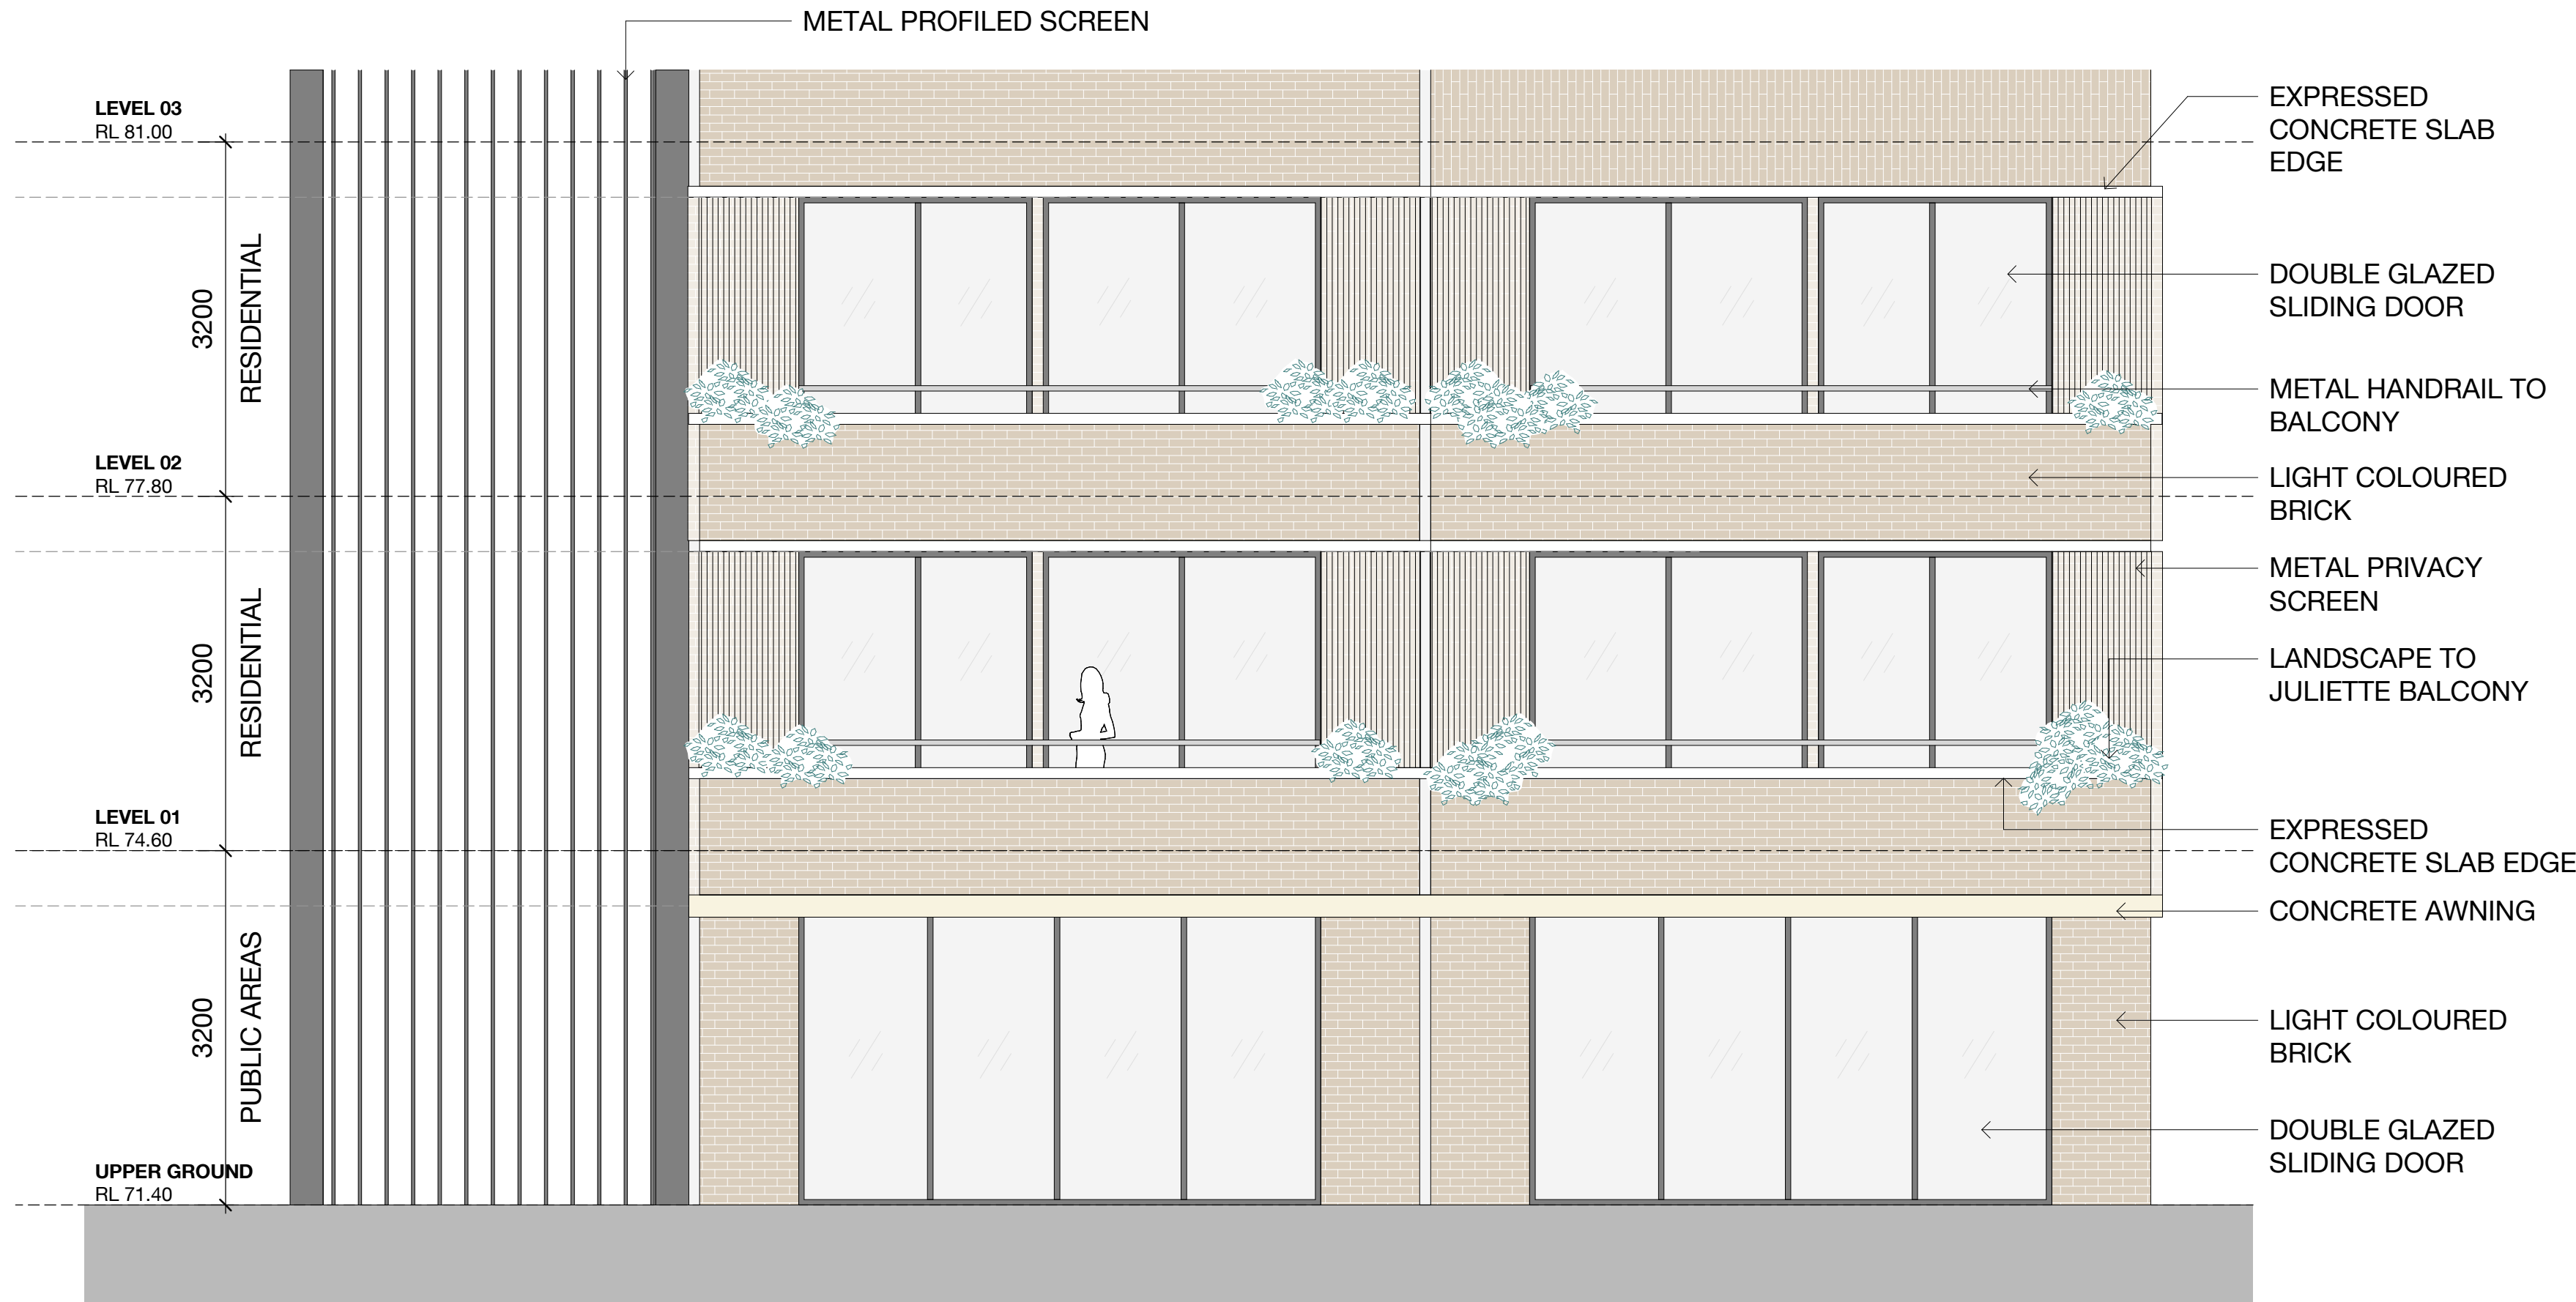 METAL PROFILED SCREEN
LEVEL 03
RL 81.00
EXPRESSED
CONCRETE SLAB
EDGE
3200
RESIDENTIAL
DOUBLE GLAZED
SLIDING DOOR
METAL HANDRAIL TO
BALCONY
LEVEL 02
RL 77.80
LIGHT COLOURED
BRICK
3200
RESIDENTIAL
METAL PRIVACY
SCREEN
LANDSCAPE TO
JULIETTE BALCONY
LEVEL 01
RL 74.60
EXPRESSED
CONCRETE SLAB EDGE
CONCRETE AWNING
3200
PUBLIC AREAS
LIGHT COLOURED
BRICK
DOUBLE GLAZED
SLIDING DOOR
UPPER GROUND
RL 71.40